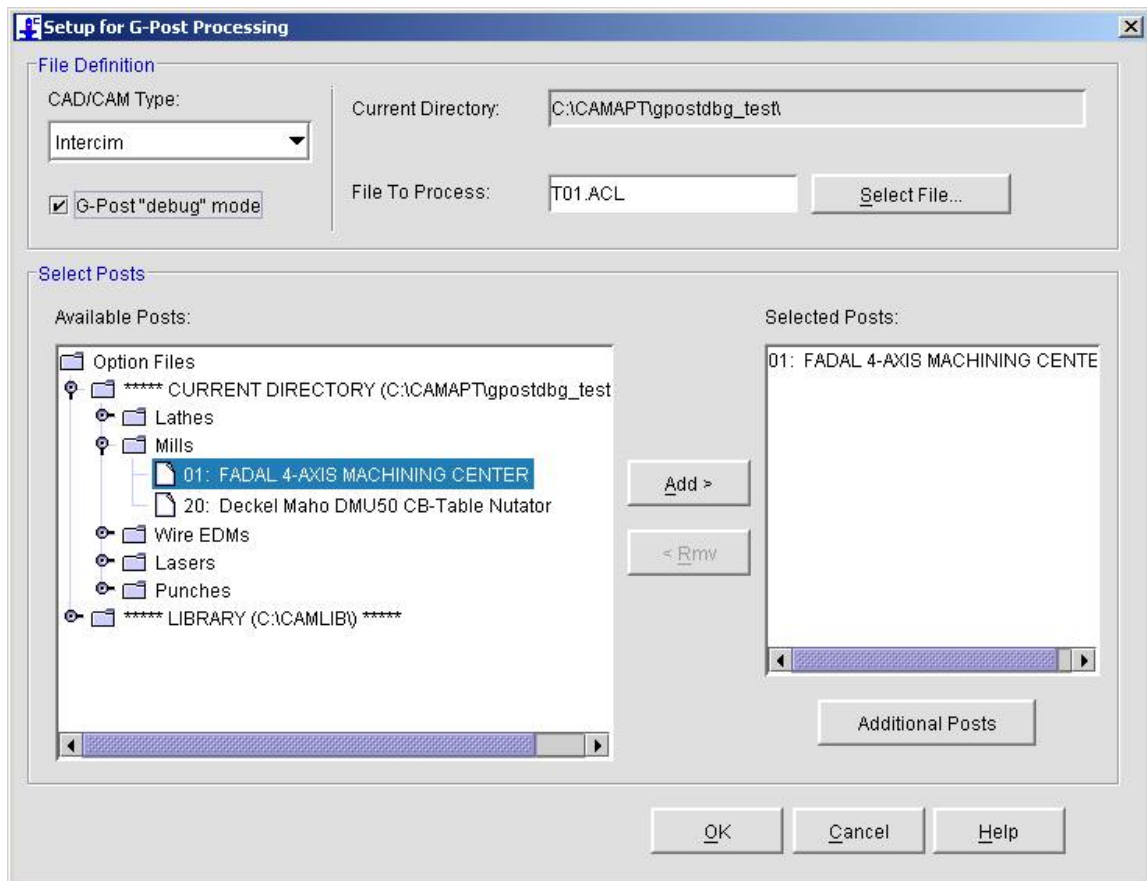 Setup for G-Post Processing
File Definition
CAD/CAM Type:
Intercim
G-Post "debug" mode
Current Directory:
C:\CAMAPT\gpostdbg_test\
File To Process:
T01.ACL
Select File...
Select Posts
Available Posts:
Option Files
***** CURRENT DIRECTORY (C:\CAMAPT\gpostdbg_test
Lathes
Mills
01: FADAL 4-AXIS MACHINING CENTER
20: Deckel Maho DMU50 CB-Table Nutator
Wire EDMs
Lasers
Punches
***** LIBRARY (C:\CAMLIB\) *****
Add >
< Rmv
Selected Posts:
01: FADAL 4-AXIS MACHINING CENTE
Additional Posts
OK
Cancel
Help